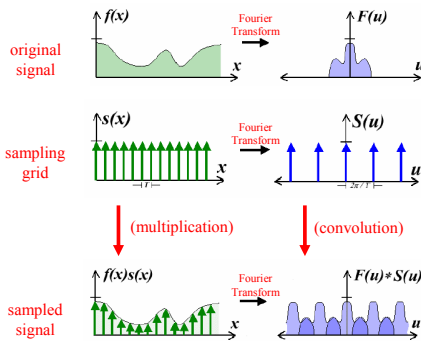 f(x)
Fourier
Transform
F(u)
original
signal
x
u
s(x)
Fourier
Transform
S(u)
sampling
grid
x
u
T
2π/T
(multiplication)
(convolution)
f(x)s(x)
Fourier
Transform
F(u)*S(u)
sampled
signal
x
u